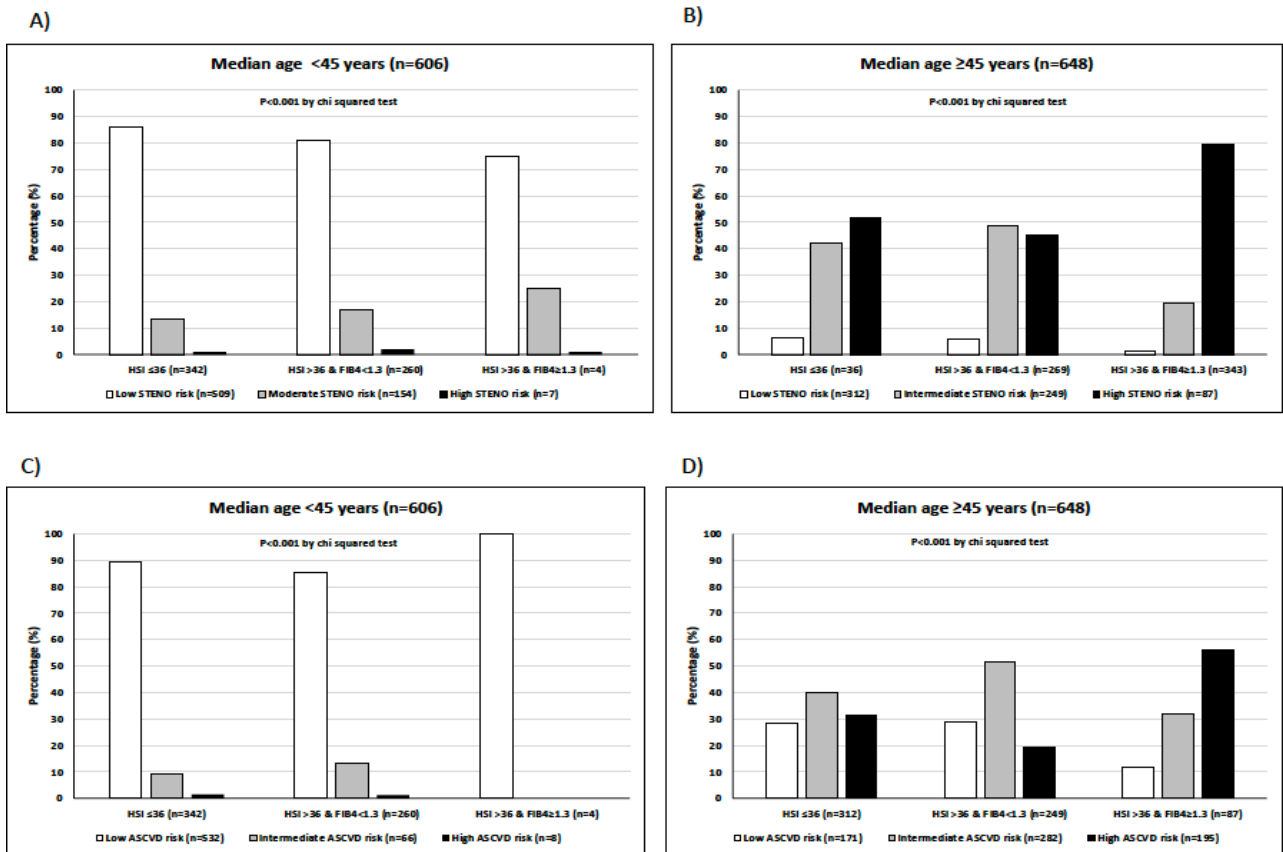 A)
Median age <45 years (n=606)
P<0.001 by chi squared test
Percentage (%)
100
90
80
70
60
50
40
30
20
10
0
HSI ≤36 (n=342) HSI >36 & FIB4<1.3 (n=260) HSI >36 & FIB4≥1.3 (n=4)
Low STENO risk (n=509) Moderate STENO risk (n=154) High STENO risk (n=7)
B)
Median age ≥45 years (n=648)
P<0.001 by chi squared test
Percentage (%)
100
90
80
70
60
50
40
30
20
10
0
HSI ≤36 (n=36) HSI >36 & FIB4<1.3 (n=269) HSI >36 & FIB4≥1.3 (n=343)
Low STENO risk (n=312) Intermediate STENO risk (n=249) High STENO risk (n=87)
C)
Median age <45 years (n=606)
P<0.001 by chi squared test
Percentage (%)
100
90
80
70
60
50
40
30
20
10
0
HSI ≤36 (n=342) HSI >36 & FIB4<1.3 (n=260) HSI >36 & FIB4≥1.3 (n=4)
Low ASCVD risk (n=532) Intermediate ASCVD risk (n=66) High ASCVD risk (n=8)
D)
Median age ≥45 years (n=648)
P<0.001 by chi squared test
Percentage (%)
100
90
80
70
60
50
40
30
20
10
0
HSI ≤36 (n=312) HSI >36 & FIB4<1.3 (n=249) HSI >36 & FIB4≥1.3 (n=87)
Low ASCVD risk (n=171) Intermediate ASCVD risk (n=282) High ASCVD risk (n=195)